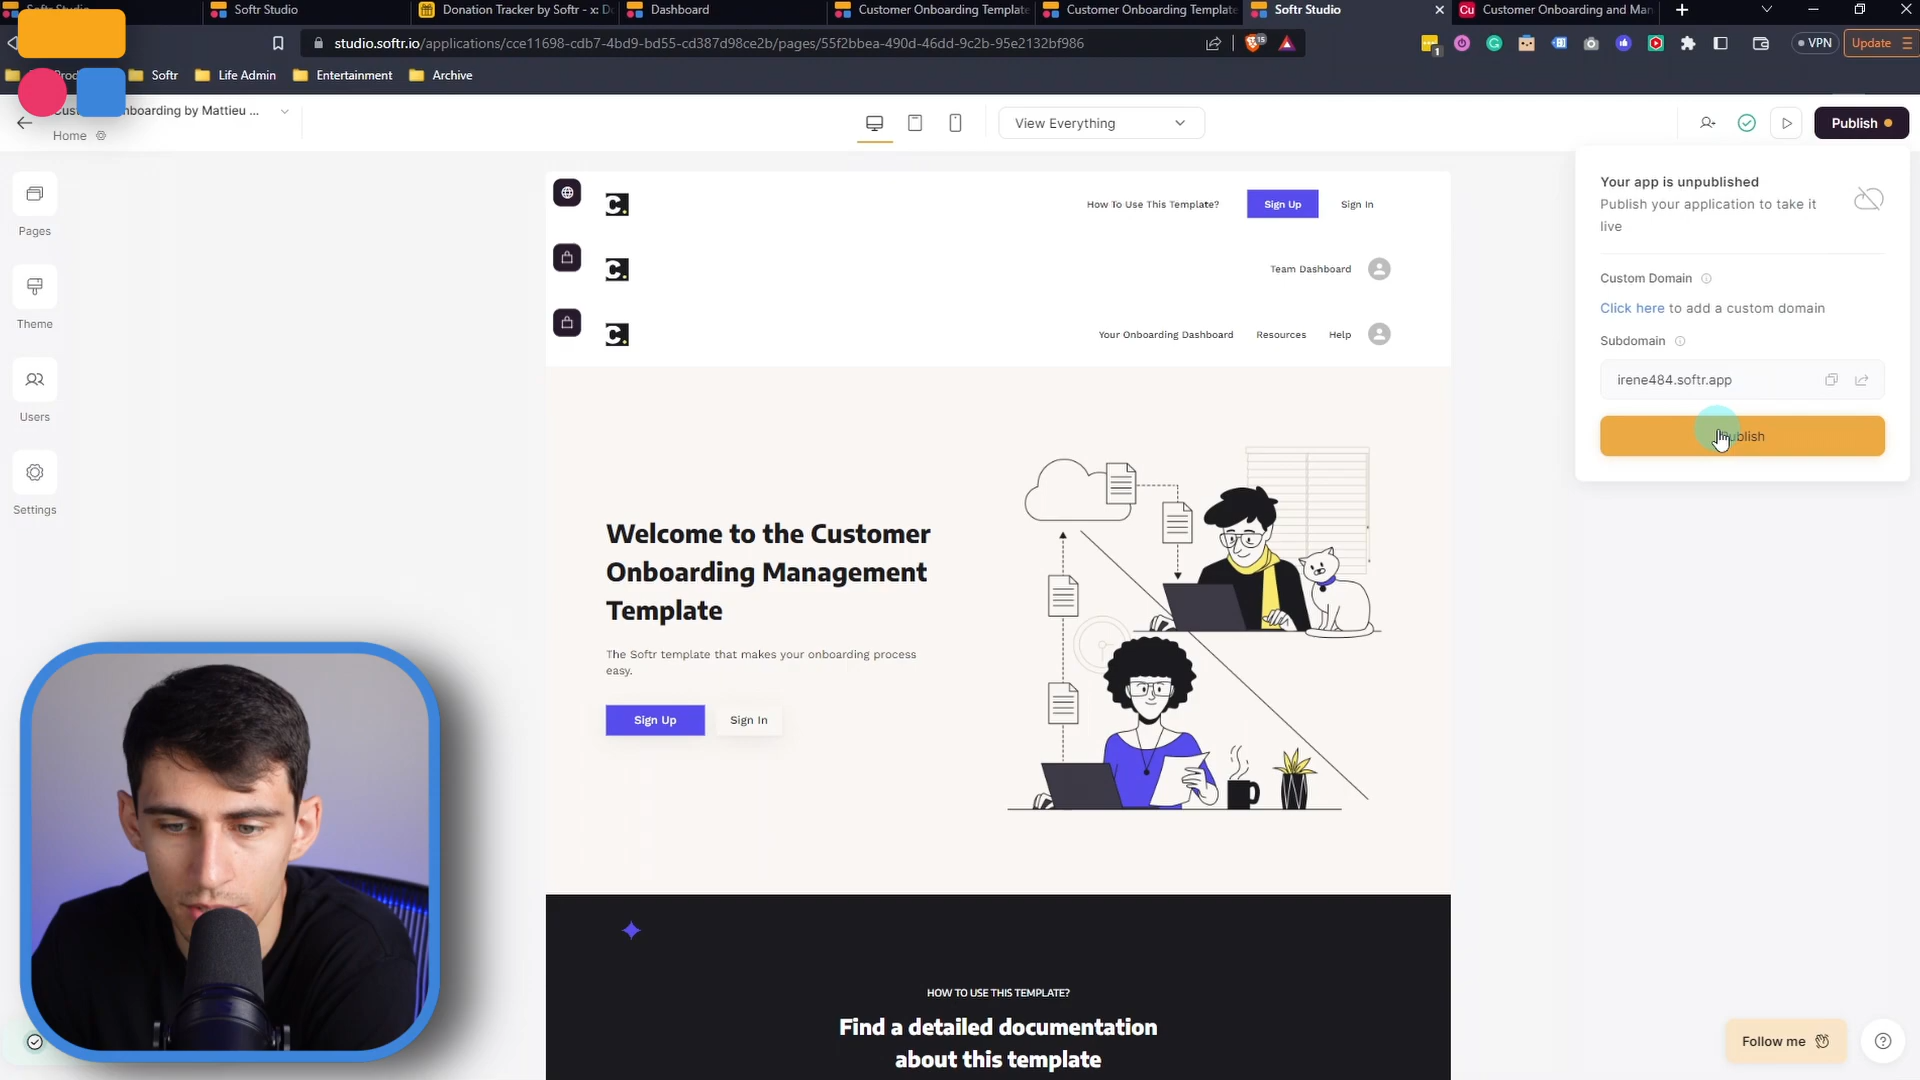 Softr Studio
Donation Tracker by Softr - x: D
Dashboard
Customer Onboarding Template
Customer Onboarding Template
Softr Studio
Cu
Customer Onboarding and Man
studio.softr.io/applications/cce11698-cdb7-4bd9-bd55-cd387d98ce2b/pages/55f2bbea-490d-46dd-9c2b-95e2132bf986
15
1
VPN
Update
Softr
Life Admin
Entertainment
Archive
boarding by Mattieu ...
Home
View Everything
Publish
Pages
Theme
Users
Settings
C.
How To Use This Template?
Sign Up
Sign In
C.
Team Dashboard
C.
Your Onboarding Dashboard
Resources
Help
Your app is unpublished
Publish your application to take it
live
Custom Domain
Click here to add a custom domain
Subdomain
irene484.softr.app
Publish
Welcome to the Customer
Onboarding Management
Template
The Softr template that makes your onboarding process
easy.
Sign Up
Sign In
HOW TO USE THIS TEMPLATE?
Find a detailed documentation
about this template
Follow me